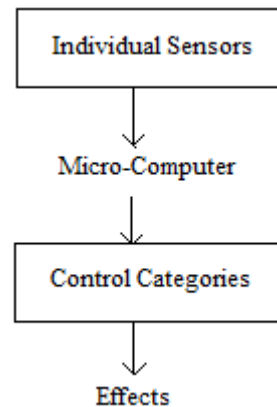 Individual Sensors
Micro-Computer
Control Categories
Effects